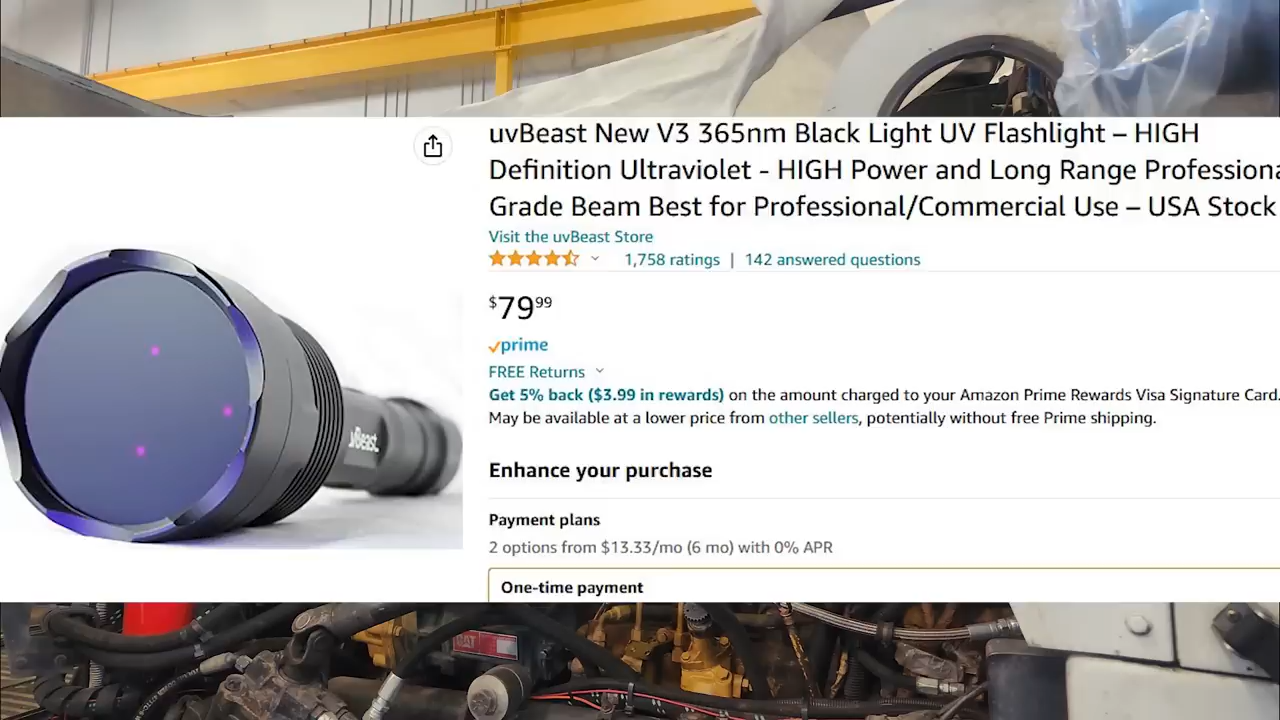 uvBeast New V3 365nm Black Light UV Flashlight – HIGH
Definition Ultraviolet - HIGH Power and Long Range Professiona
Grade Beam Best for Professional/Commercial Use – USA Stock
Visit the uvBeast Store
1,758 ratings | 142 answered questions
$79.99
prime
FREE Returns
Get 5% back ($3.99 in rewards) on the amount charged to your Amazon Prime Rewards Visa Signature Card.
May be available at a lower price from other sellers, potentially without free Prime shipping.
Enhance your purchase
Payment plans
2 options from $13.33/mo (6 mo) with 0% APR
One-time payment
uvBeast
CAT